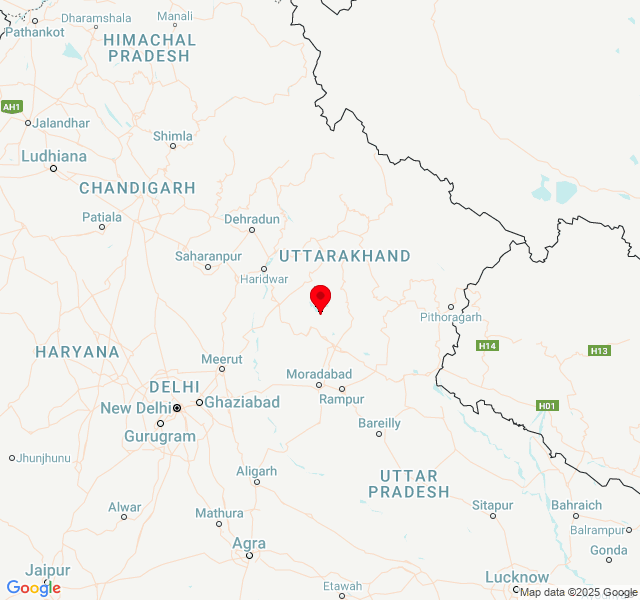 Dharamshala
Manali
Pathankot
HIMACHAL
PRADESH
AH1
Jalandhar
Shimla
Ludhiana
CHANDIGARH
Patiala
Dehradun
Saharanpur
UTTARAKHAND
Haridwar
Pithoragarh
H14
H13
HARYANA
Meerut
Moradabad
DELHI
New Delhi
Ghaziabad
Rampur
H01
Gurugram
Bareilly
Jhunjhunu
Aligarh
UTTAR
PRADESH
Alwar
Mathura
Sitapur
Bahraich
Balrampur
Agra
Gonda
Jaipur
Etawah
Lucknow
Google
Map data ©2025 Google